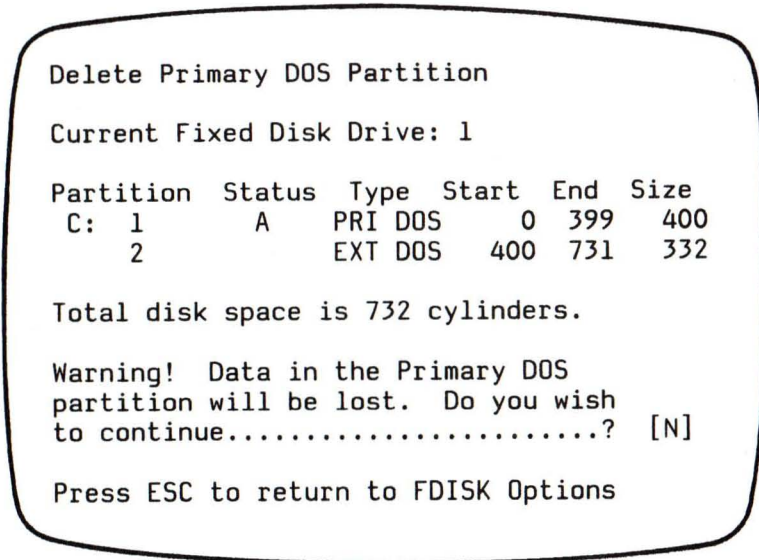 Delete Primary DOS Partition
Current Fixed Disk Drive: 1
Partition Status Type Start End Size
C: 1 A PRI DOS 0 399 400
2 EXT DOS 400 731 332
Total disk space is 732 cylinders.
Warning! Data in the Primary DOS
partition will be lost. Do you wish
to continue........................? [N]
Press ESC to return to FDISK Options